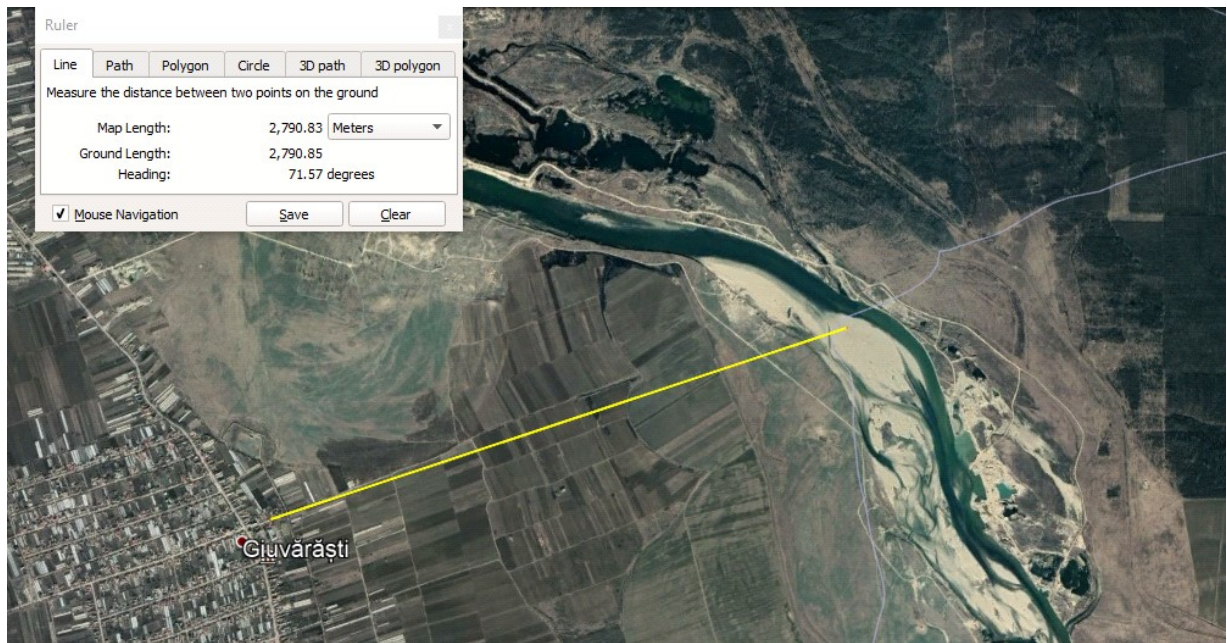 Ruler
Line Path Polygon Circle 3D path 3D polygon
Measure the distance between two points on the ground
Map Length: 2,790.83 Meters
Ground Length: 2,790.85
Heading: 71.57 degrees
Mouse Navigation Save Clear
Giuvărăști